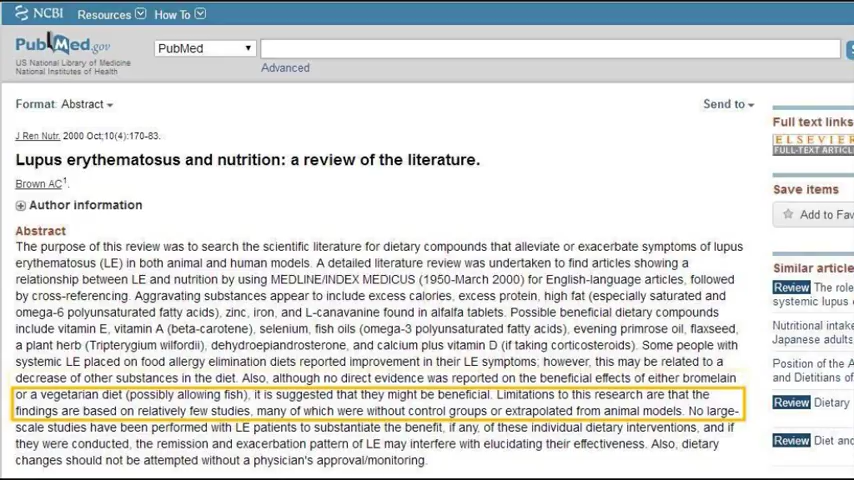 NCBI Resources How To
PubMed.gov
US National Library of Medicine
National Institutes of Health
PubMed
Advanced
Format: Abstract
Send to
J Ren Nutr. 2000 Oct;10(4):170-83.
Lupus erythematosus and nutrition: a review of the literature.
Brown AC1.
Author information
Abstract
The purpose of this review was to search the scientific literature for dietary compounds that alleviate or exacerbate symptoms of lupus
erythematosus (LE) in both animal and human models. A detailed literature review was undertaken to find articles showing a
relationship between LE and nutrition by using MEDLINE/INDEX MEDICUS (1950-March 2000) for English-language articles, followed
by cross-referencing. Aggravating substances appear to include excess calories, excess protein, high fat (especially saturated and
omega-6 polyunsaturated fatty acids), zinc, iron, and L-canavanine found in alfalfa tablets. Possible beneficial dietary compounds
include vitamin E, vitamin A (beta-carotene), selenium, fish oils (omega-3 polyunsaturated fatty acids), evening primrose oil, flaxseed,
a plant herb (Tripterygium wilfordii), dehydroepiandrosterone, and calcium plus vitamin D (if taking corticosteroids). Some people with
systemic LE placed on food allergy elimination diets reported improvement in their LE symptoms; however, this may be related to a
decrease of other substances in the diet. Also, although no direct evidence was reported on the beneficial effects of either bromelain
or a vegetarian diet (possibly allowing fish), it is suggested that they might be beneficial. Limitations to this research are that the
findings are based on relatively few studies, many of which were without control groups or extrapolated from animal models. No large-
scale studies have been performed with LE patients to substantiate the benefit, if any, of these individual dietary interventions, and if
they were conducted, the remission and exacerbation pattern of LE may interfere with elucidating their effectiveness. Also, dietary
changes should not be attempted without a physician's approval/monitoring.
Full text links
ELSEVIER
FULL-TEXT ARTICL
Save items
Add to Fav
Similar article
Review The role
systemic lupus
Nutritional intake
Japanese adults
Position of the A
and Dietitians of
Review Dietary
Review Diet and